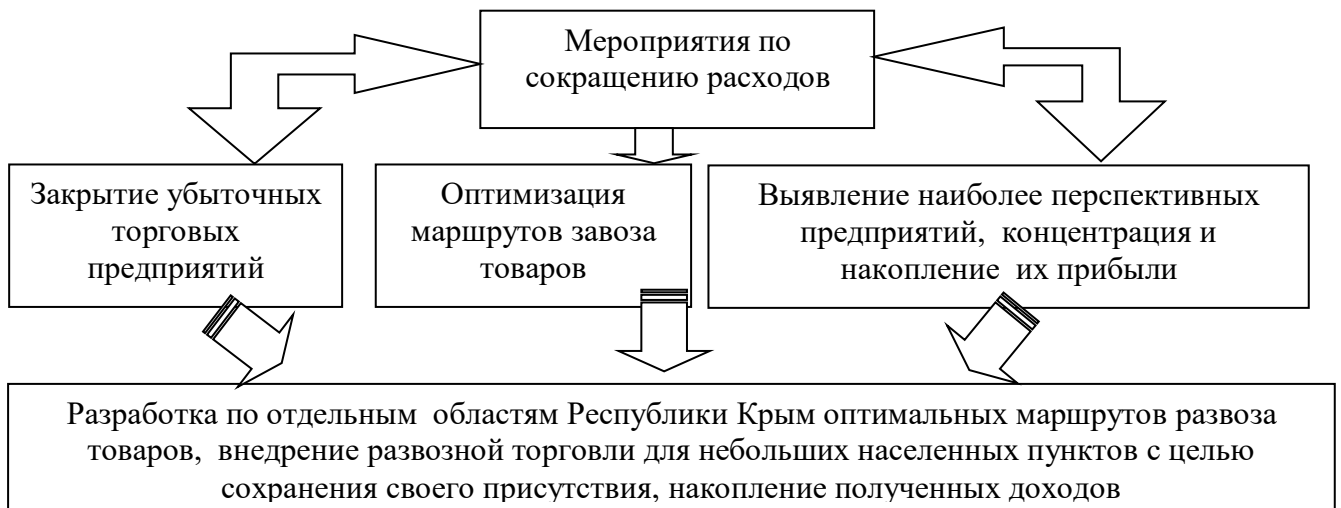 Мероприятия по
сокращению расходов
Закрытие убыточных
торговых
предприятий
Оптимизация
маршрутов завоза
товаров
Выявление наиболее перспективных
предприятий, концентрация и
накопление их прибыли
Разработка по отдельным областям Республики Крым оптимальных маршрутов развоза
товаров, внедрение развозной торговли для небольших населенных пунктов с целью
сохранения своего присутствия, накопление полученных доходов